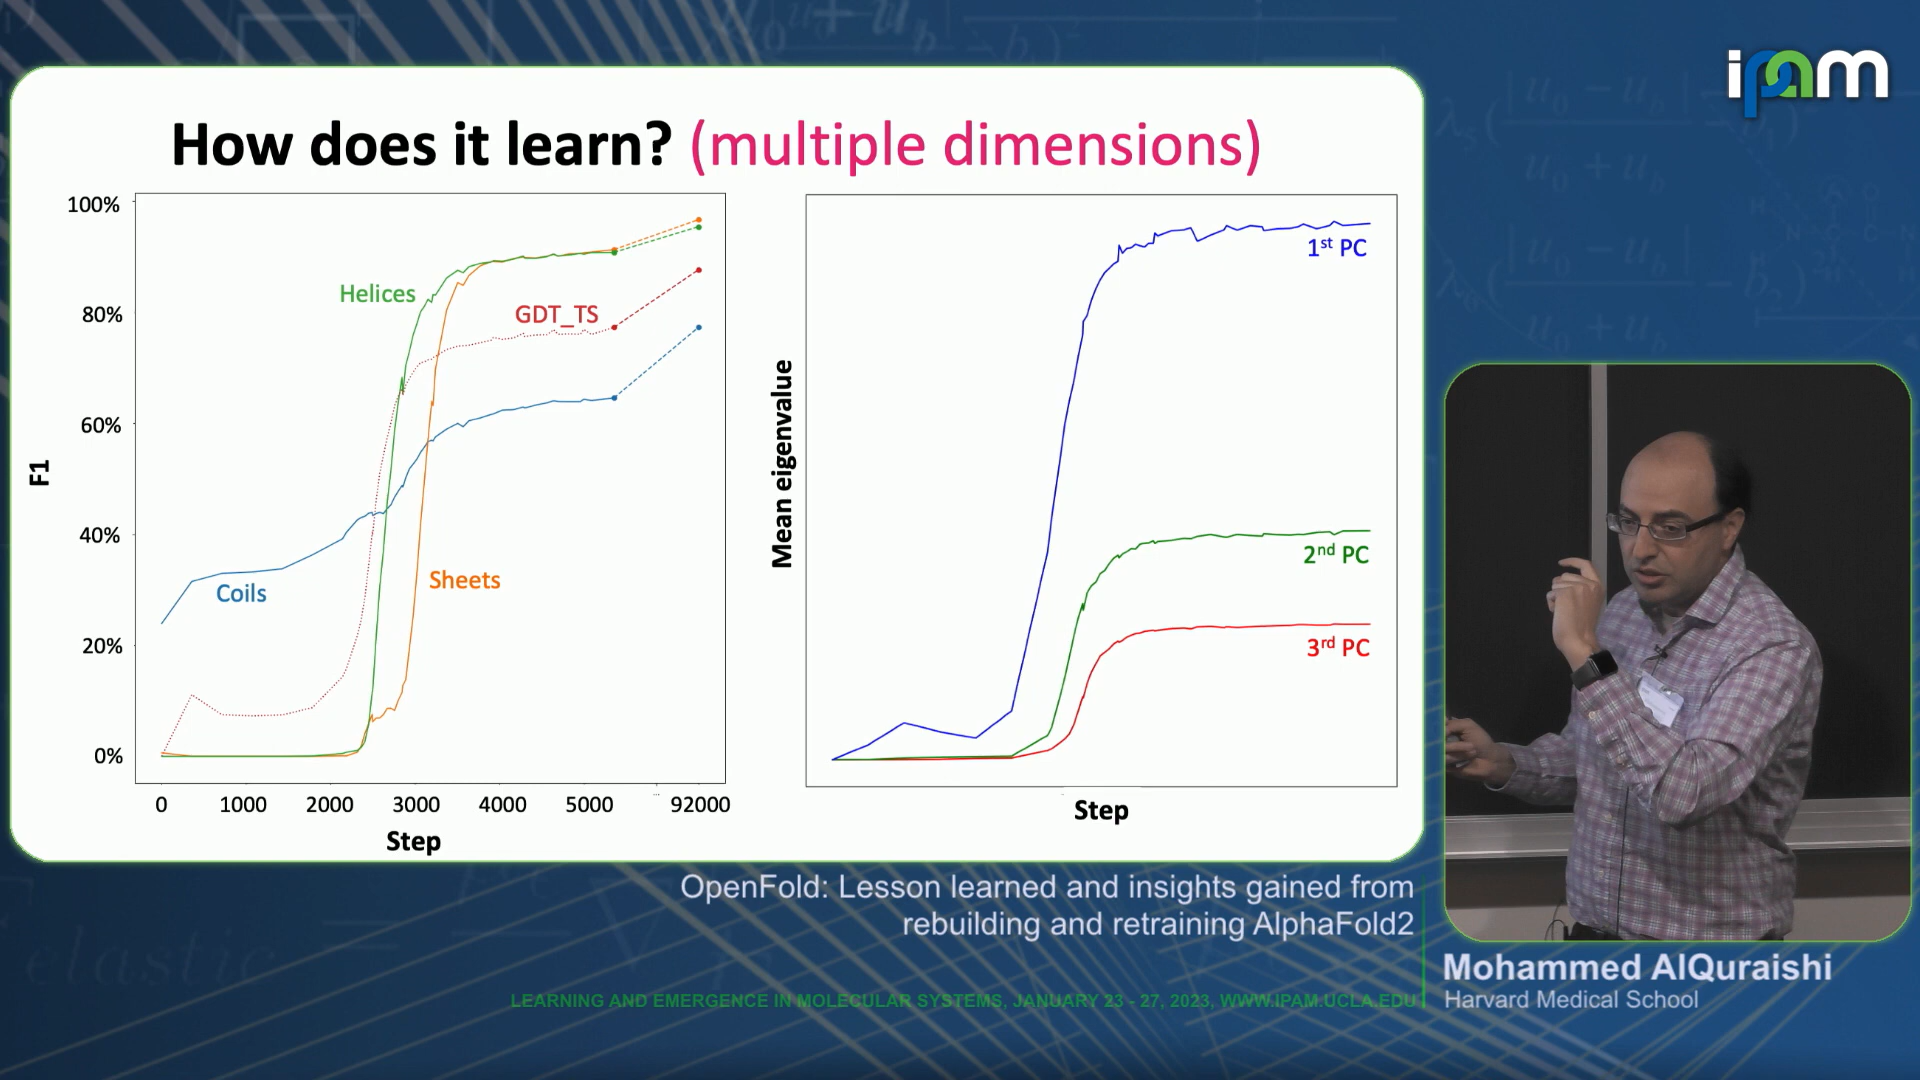 ipam
How does it learn? (multiple dimensions)
100%
80%
60%
40%
20%
0%
F1
Helices
GDT_TS
Coils
Sheets
0 1000 2000 3000 4000 5000 ... 92000
Step
Mean eigenvalue
1st PC
2nd PC
3rd PC
Step
OpenFold: Lesson learned and insights gained from
rebuilding and retraining AlphaFold2
Mohammed AlQuraishi
Harvard Medical School
LEARNING AND EMERGENCE IN MOLECULAR SYSTEMS, JANUARY 23 - 27, 2023, WWW.IPAM.UCLA.EDU
elastic